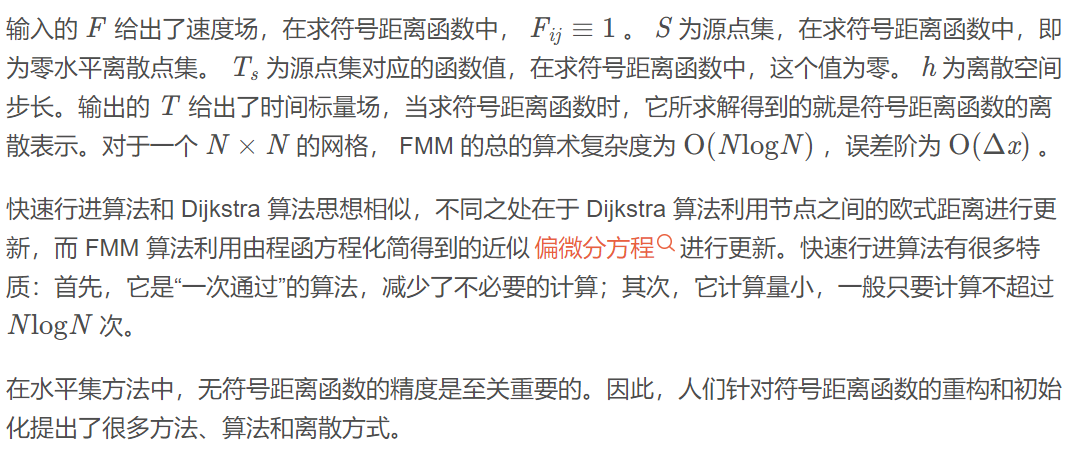 输入的 F 给出了速度场，在求符号距离函数中， F_{ij} ≡ 1 。 S 为源点集，在求符号距离函数中，即
为零水平离散点集。 T_s 为源点集对应的函数值，在求符号距离函数中，这个值为零。 h 为离散空间
步长。输出的 T 给出了时间标量场，当求符号距离函数时，它所求解得到的就是符号距离函数的离
散表示。对于一个 N × N 的网格， FMM 的总的算术复杂度为 O(NlogN) ，误差阶为 O(Δx) 。
快速行进算法和 Dijkstra 算法思想相似，不同之处在于 Dijkstra 算法利用节点之间的欧式距离进行更
新，而 FMM 算法利用由程函方程化简得到的近似 偏微分方程 进行更新。快速行进算法有很多特
质：首先，它是“一次通过”的算法，减少了不必要的计算；其次，它计算量小，一般只要计算不超过
NlogN 次。
在水平集方法中，无符号距离函数的精度是至关重要的。因此，人们针对符号距离函数的重构和初始
化提出了很多方法、算法和离散方式。